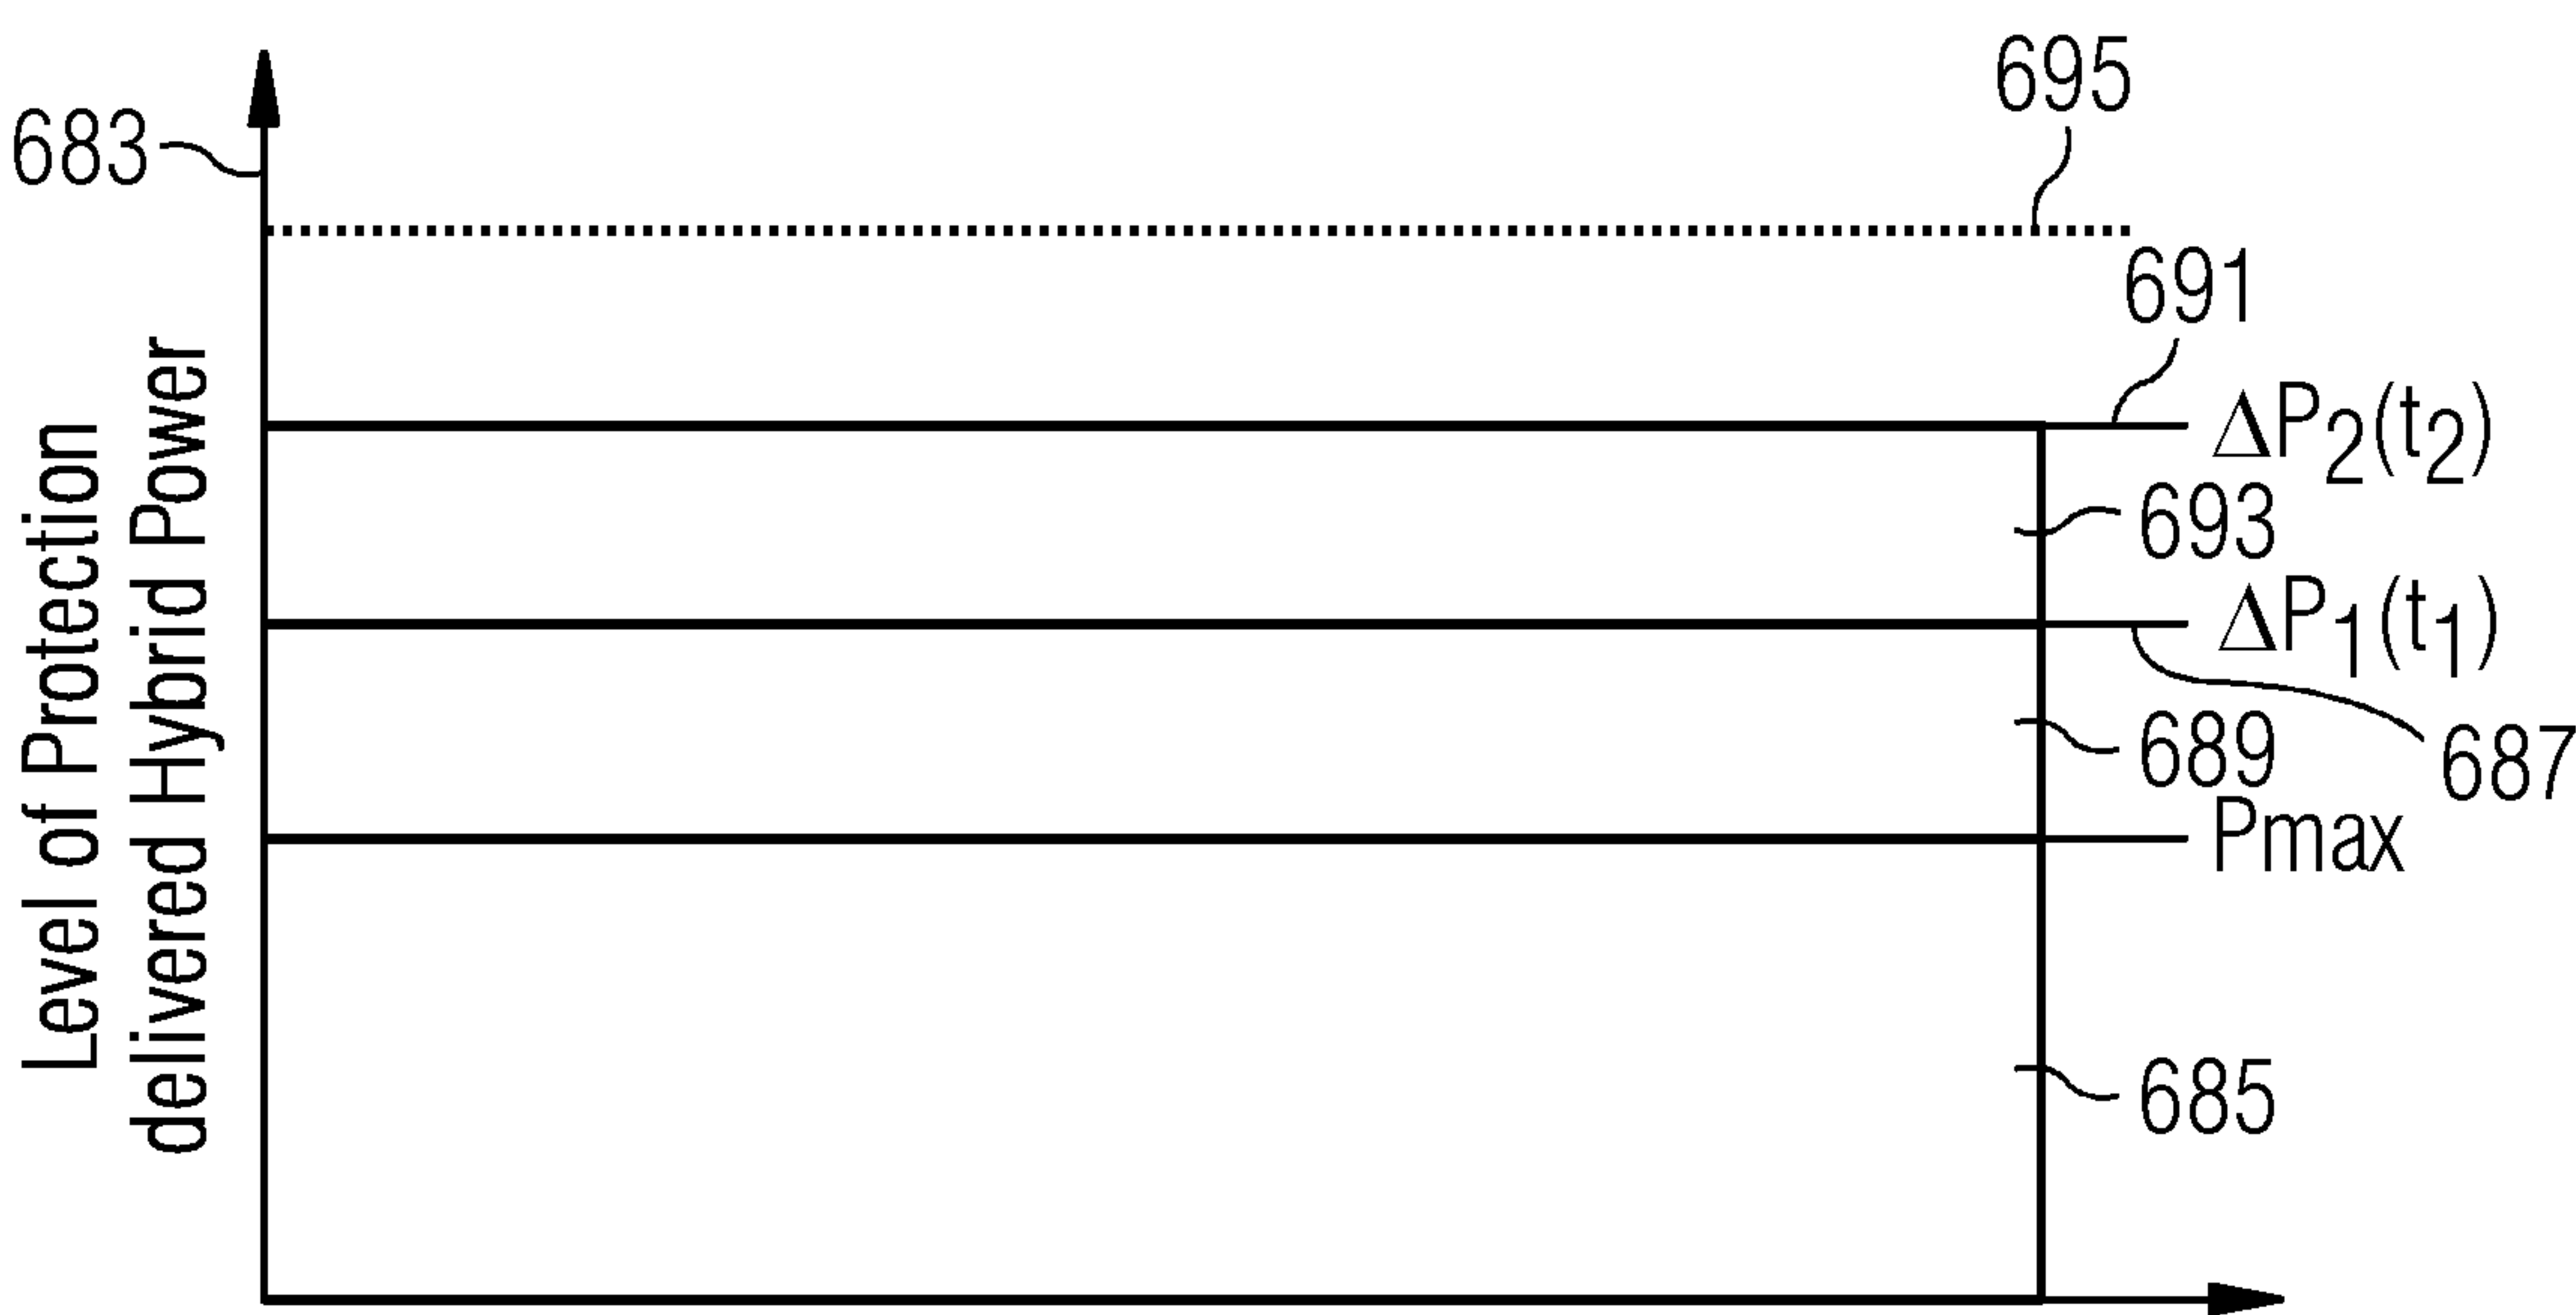 695
683
691
ΔP₂(t₂)
693
ΔP₁(t₁)
689
687
Pmax
685
Level of Protection
delivered Hybrid Power